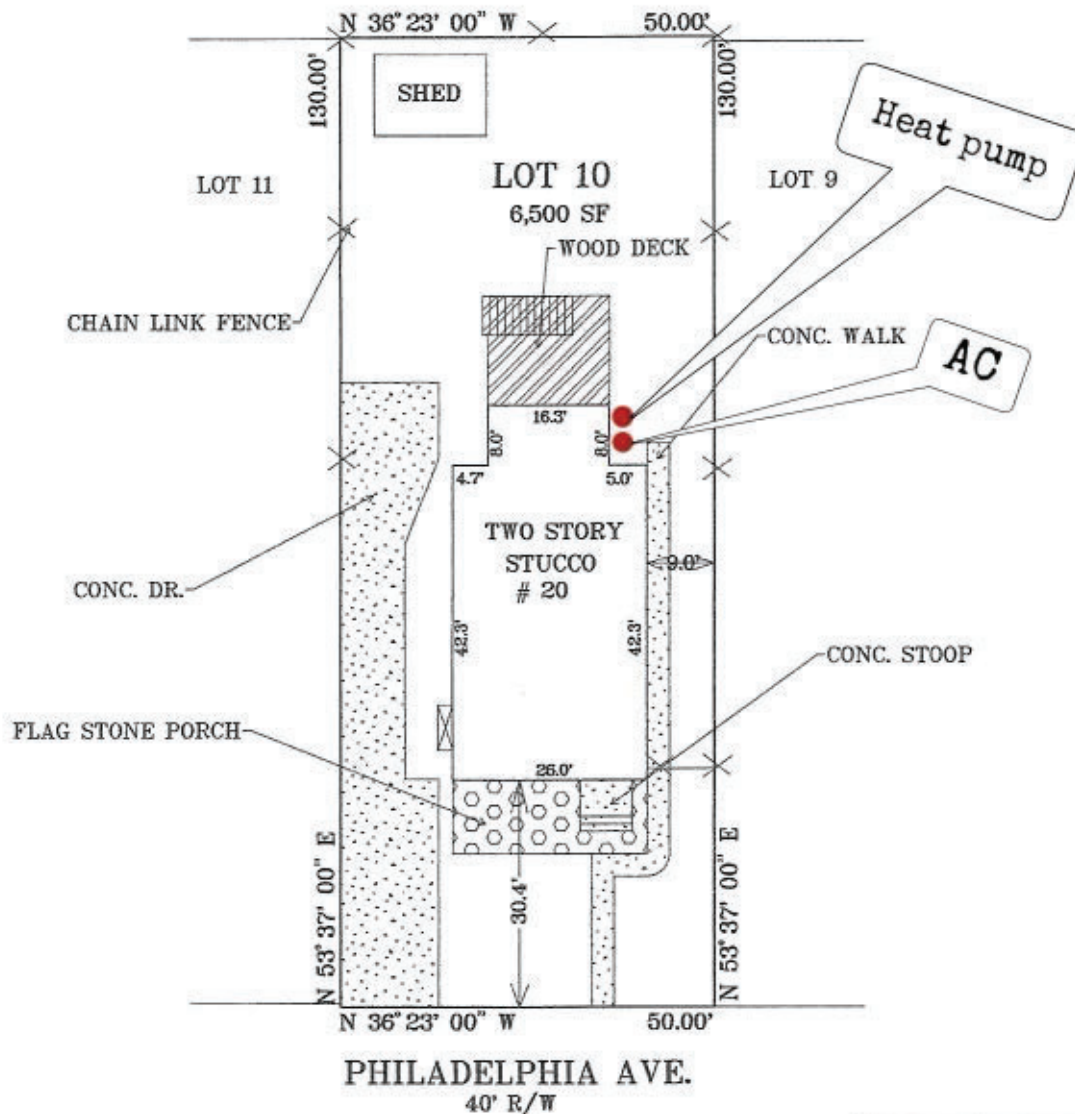 N 36° 23' 00" W
50.00'
130.00'
130.00'
SHED
Heat pump
LOT 11
LOT 10
LOT 9
6,500 SF
WOOD DECK
CHAIN LINK FENCE
CONC. WALK
AC
16.3'
8.0'
8.0'
4.7'
5.0'
TWO STORY
STUCCO
# 20
9.0'
CONC. DR.
42.3'
42.3'
CONC. STOOP
FLAG STONE PORCH
26.0'
30.4'
N 53° 37' 00" E
N 53° 37' 00" E
N 36° 23' 00" W
50.00'
PHILADELPHIA AVE.
40' R/W